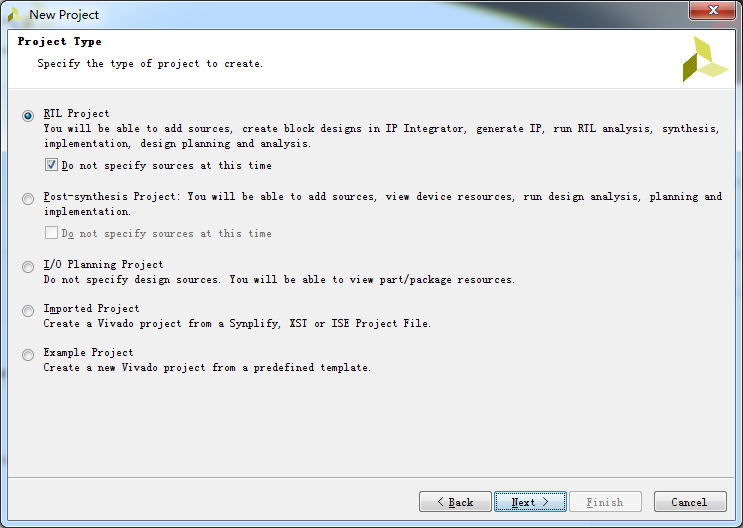 New Project
Project Type
Specify the type of project to create.
RTL Project
You will be able to add sources, create block designs in IP Integrator, generate IP, run RTL analysis, synthesis,
implementation, design planning and analysis.
Do not specify sources at this time
Post-synthesis Project: You will be able to add sources, view device resources, run design analysis, planning and
implementation.
Do not specify sources at this time
I/O Planning Project
Do not specify design sources. You will be able to view part/package resources.
Imported Project
Create a Vivado project from a Synplify, XST or ISE Project File.
Example Project
Create a new Vivado project from a predefined template.
< Back Next > Finish Cancel